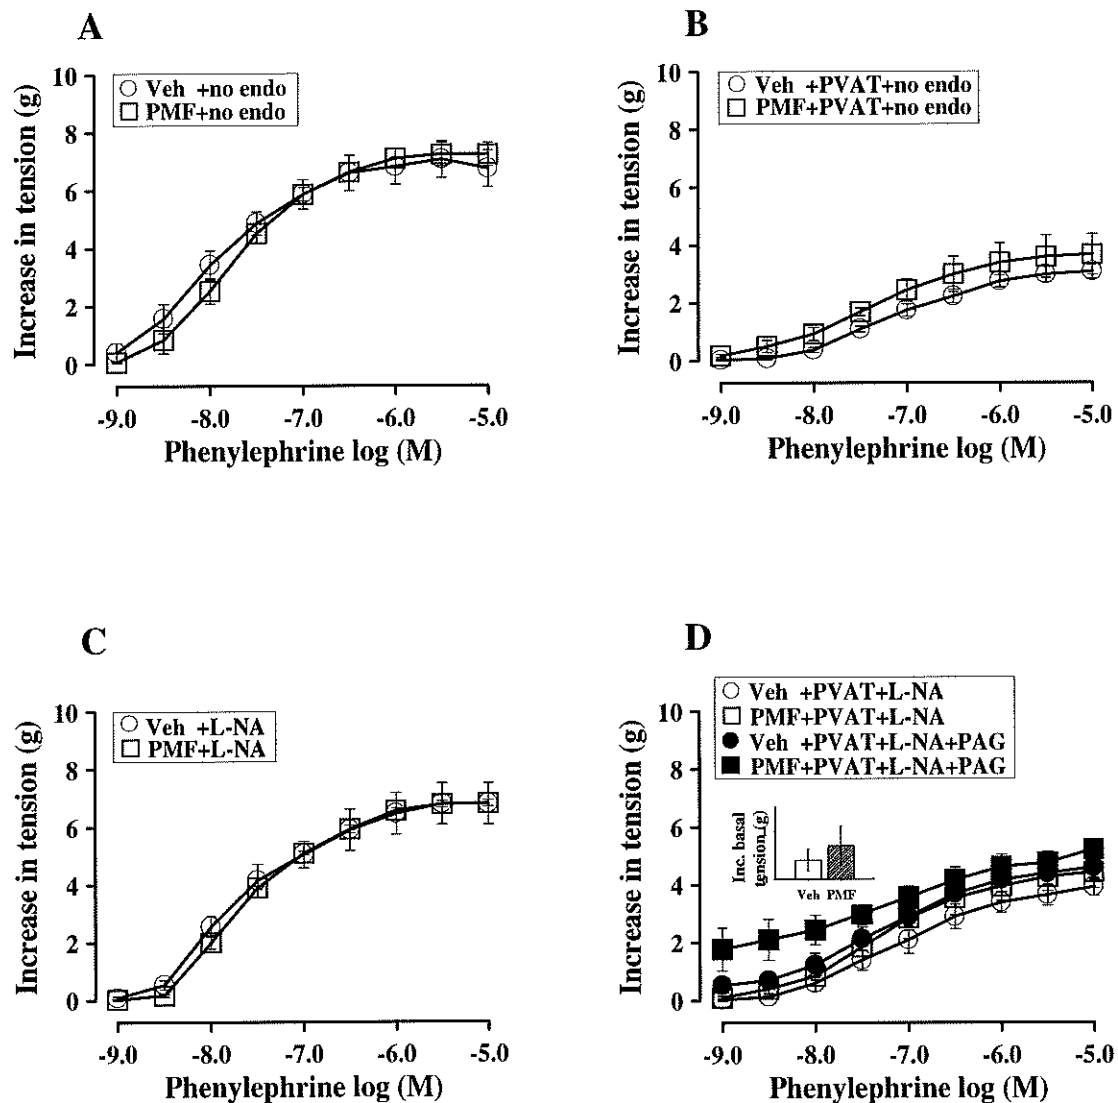 A
Increase in tension (g)
10
8
6
4
2
0
Veh +no endo
PMF+no endo
-9.0 -8.0 -7.0 -6.0 -5.0
Phenylephrine log (M)
B
Increase in tension (g)
10
8
6
4
2
0
Veh +PVAT+no endo
PMF+PVAT+no endo
-9.0 -8.0 -7.0 -6.0 -5.0
Phenylephrine log (M)
C
Increase in tension (g)
10
8
6
4
2
0
Veh +L-NA
PMF+L-NA
-9.0 -8.0 -7.0 -6.0 -5.0
Phenylephrine log (M)
D
Increase in tension (g)
10
8
6
4
2
0
Veh +PVAT+L-NA
PMF+PVAT+L-NA
Veh +PVAT+L-NA+PAG
PMF+PVAT+L-NA+PAG
Inc. basal
tension (g)
Veh PMF
-9.0 -8.0 -7.0 -6.0 -5.0
Phenylephrine log (M)